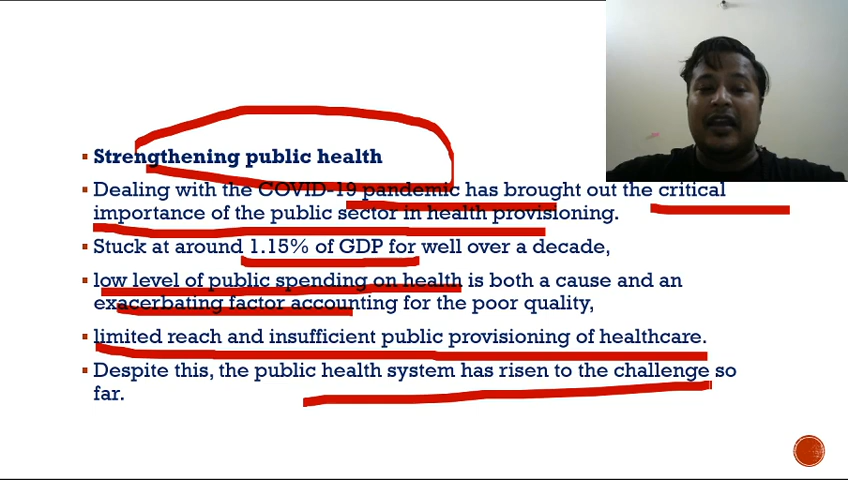 Strengthening public health
Dealing with the COVID-19 pandemic has brought out the critical
importance of the public sector in health provisioning.
Stuck at around 1.15% of GDP for well over a decade,
low level of public spending on health is both a cause and an
exacerbating factor accounting for the poor quality,
limited reach and insufficient public provisioning of healthcare.
Despite this, the public health system has risen to the challenge so
far.